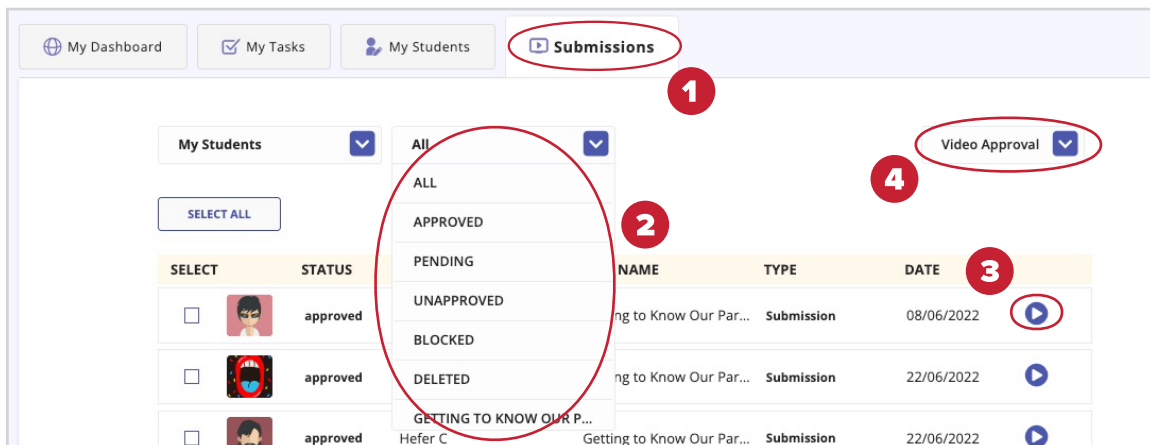 My Dashboard My Tasks My Students Submissions
1
My Students All Video Approval
4
ALL
SELECT ALL
APPROVED
2
PENDING
SELECT STATUS NAME TYPE DATE
3
UNAPPROVED
approved ng to Know Our Par... Submission 08/06/2022
BLOCKED
DELETED
approved ng to Know Our Par... Submission 22/06/2022
GETTING TO KNOW OUR P...
approved Hefer C Getting to Know Our Par... Submission 22/06/2022